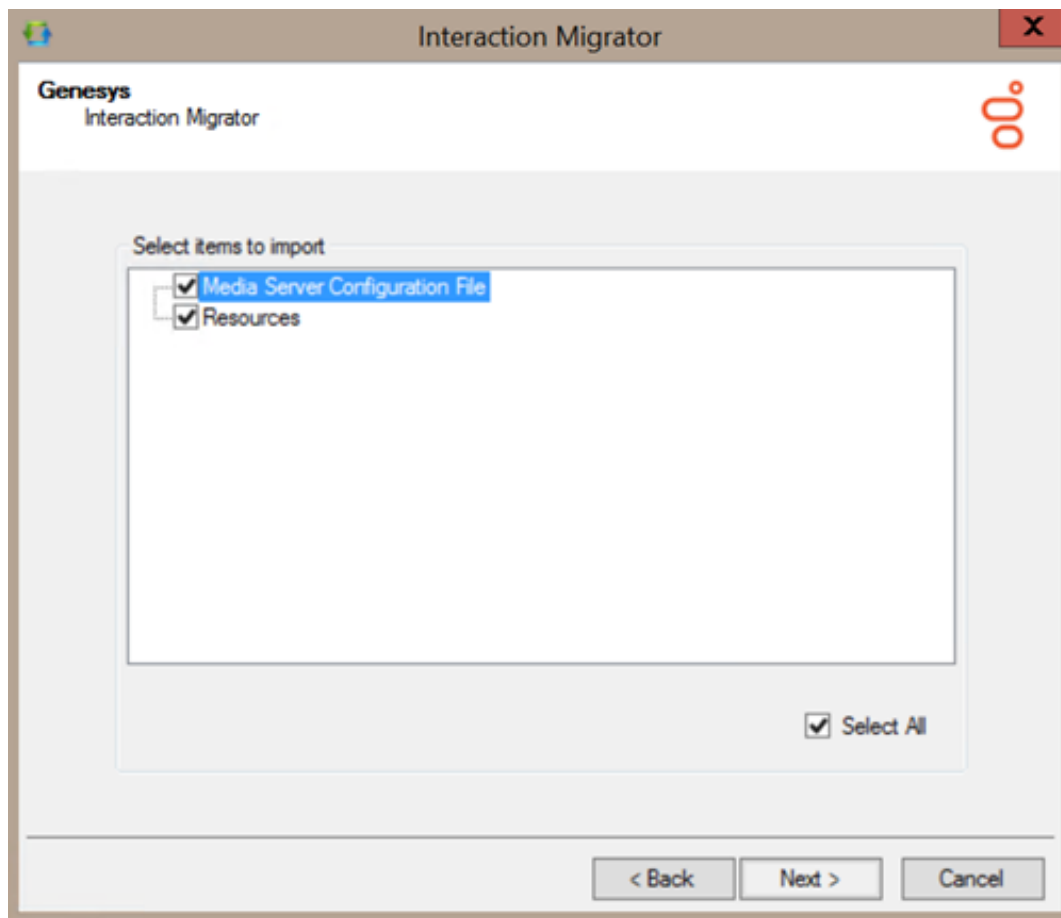 Interaction Migrator
X
Genesys
Interaction Migrator
Select items to import
Media Server Configuration File
Resources
Select All
< Back Next > Cancel